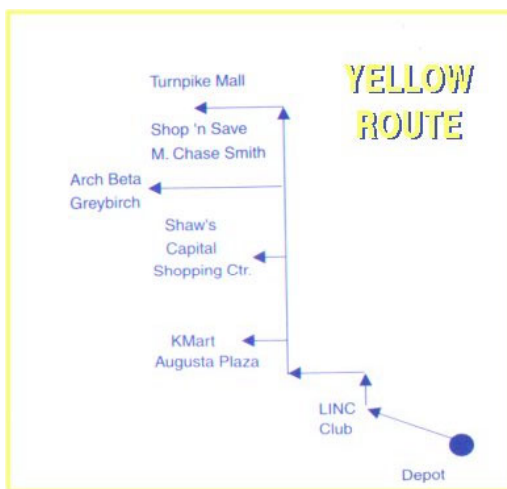 YELLOW
ROUTE
Turnpike Mall
Shop 'n Save
M. Chase Smith
Arch Beta
Greybirch
Shaw's
Capital
Shopping Ctr.
KMart
Augusta Plaza
LINC
Club
Depot